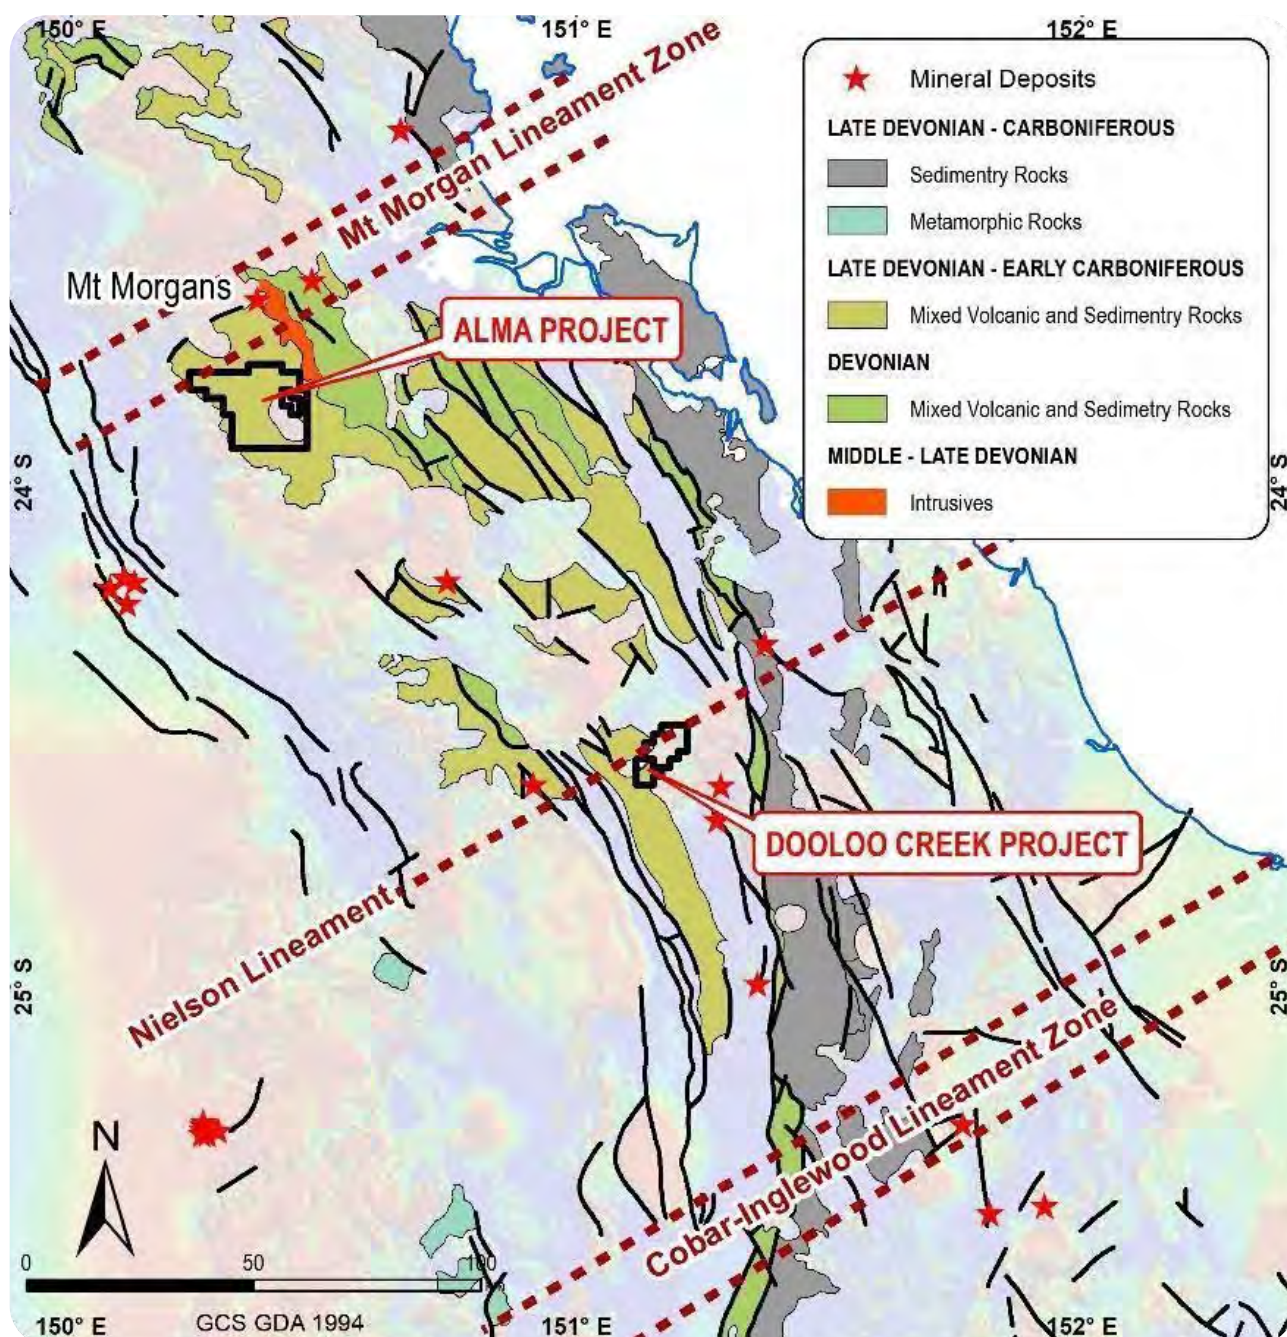 150° E
151° E
152° E
Mineral Deposits
LATE DEVONIAN - CARBONIFEROUS
Sedimentry Rocks
Metamorphic Rocks
LATE DEVONIAN - EARLY CARBONIFEROUS
Mixed Volcanic and Sedimentry Rocks
DEVONIAN
Mixed Volcanic and Sedimetry Rocks
MIDDLE - LATE DEVONIAN
Intrusives
Mt Morgan Lineament Zone
Mt Morgans
ALMA PROJECT
24° S
24° S
DOOLOO CREEK PROJECT
Nielson Lineament
25° S
25° S
Cobar-Inglewood Lineament Zone
N
0 50 100
GCS GDA 1994
150° E
151° E
152° E